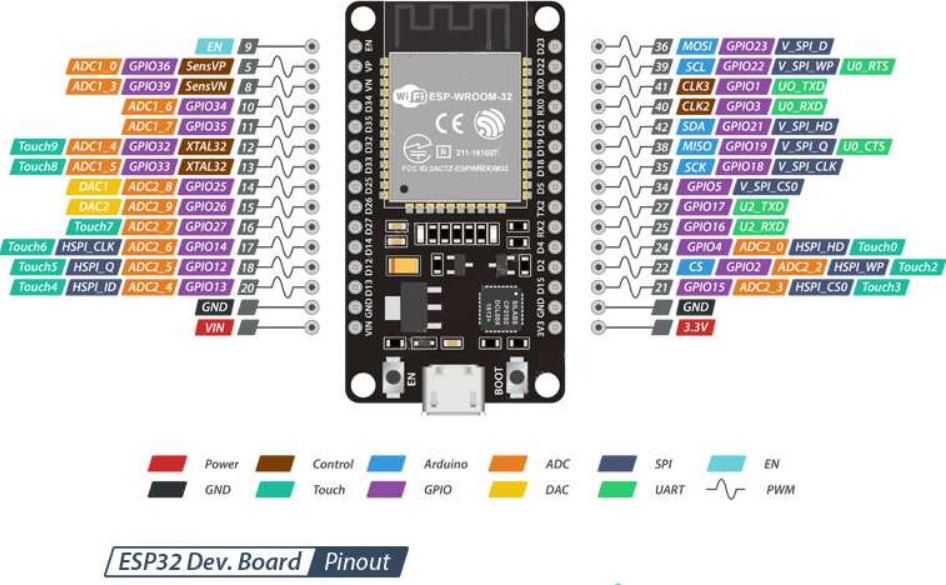 EN 9
ADC1_0 GPIO36 SensVP 5
ADC1_3 GPIO39 SensVN 8
ADC1_6 GPIO34 10
ADC1_7 GPIO35 11
Touch9 ADC1_4 GPIO32 XTAL32 12
Touch8 ADC1_5 GPIO33 XTAL32 13
DAC1 ADC2_8 GPIO25 14
DAC2 ADC2_9 GPIO26 15
Touch7 ADC2_7 GPIO27 16
Touch6 HSPI_CLK ADC2_6 GPIO14 17
Touch5 HSPI_Q ADC2_5 GPIO12 18
Touch4 HSPI_ID ADC2_4 GPIO13 20
GND
VIN
EN
VP
VN
D34
D35
D32
D33
D25
D26
D27
D14
D12
D13
GND
VIN
WiFi ESP-WROOM-32
CE
R 211-161007
FCC ID:2AC7Z-ESPWROOM32
SILABS
CP2102
EN
BOOT
D23
D22
TX0
RX0
D21
D19
D18
D5
TX2
RX2
D4
D2
D15
GND
3V3
36 MOSI GPIO23 V_SPI_D
39 SCL GPIO22 V_SPI_WP U0_RTS
41 CLK3 GPIO1 UO_TXD
40 CLK2 GPIO3 U0_RXD
42 SDA GPIO21 V_SPI_HD
38 MISO GPIO19 V_SPI_Q U0_CTS
35 SCK GPIO18 V_SPI_CLK
34 GPIO5 V_SPI_CS0
27 GPIO17 U2_TXD
25 GPIO16 U2_RXD
24 GPIO4 ADC2_0 HSPI_HD Touch0
22 CS GPIO2 ADC2_2 HSPI_WP Touch2
21 GPIO15 ADC2_3 HSPI_CS0 Touch3
GND
3.3V
Power Control Arduino ADC SPI EN
GND Touch GPIO DAC UART PWM
ESP32 Dev. Board Pinout